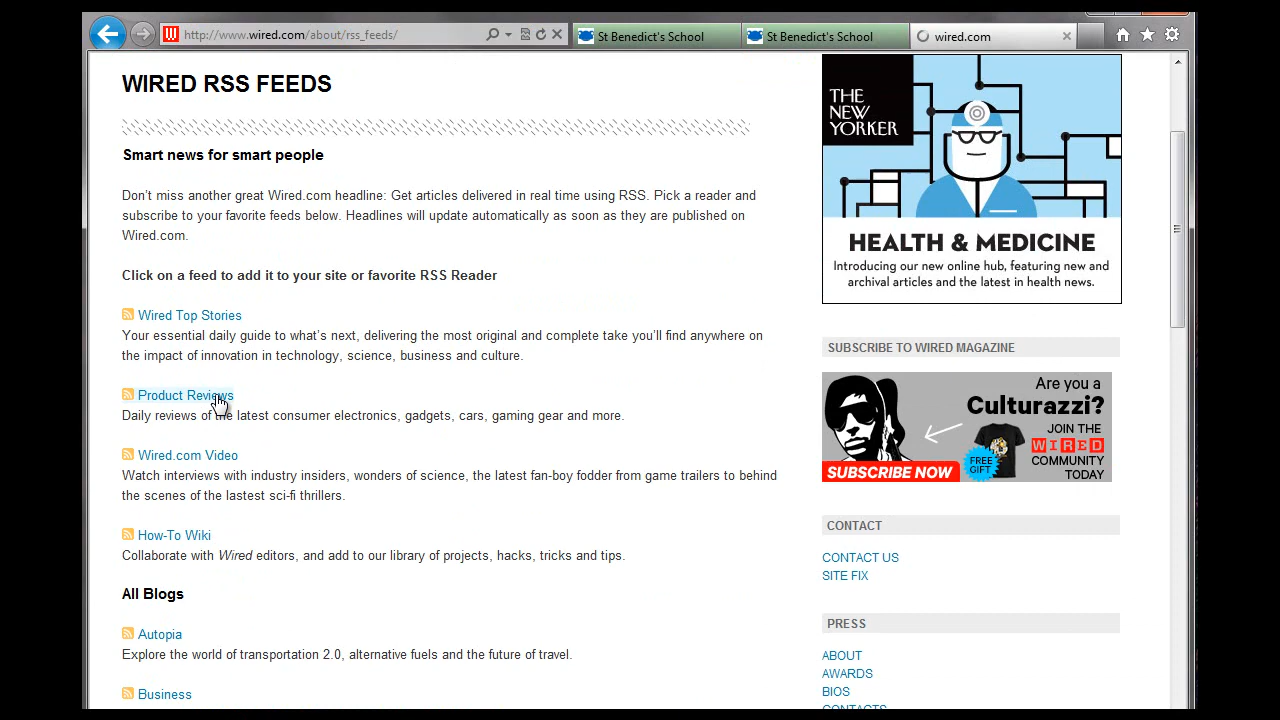 http://www.wired.com/about/rss_feeds/
St Benedict's School
St Benedict's School
wired.com
WIRED RSS FEEDS
Smart news for smart people
Don't miss another great Wired.com headline: Get articles delivered in real time using RSS. Pick a reader and
subscribe to your favorite feeds below. Headlines will update automatically as soon as they are published on
Wired.com.
Click on a feed to add it to your site or favorite RSS Reader
Wired Top Stories
Your essential daily guide to what's next, delivering the most original and complete take you'll find anywhere on
the impact of innovation in technology, science, business and culture.
Product Reviews
Daily reviews of the latest consumer electronics, gadgets, cars, gaming gear and more.
Wired.com Video
Watch interviews with industry insiders, wonders of science, the latest fan-boy fodder from game trailers to behind
the scenes of the lastest sci-fi thrillers.
How-To Wiki
Collaborate with Wired editors, and add to our library of projects, hacks, tricks and tips.
All Blogs
Autopia
Explore the world of transportation 2.0, alternative fuels and the future of travel.
Business
THE
NEW
YORKER
HEALTH & MEDICINE
Introducing our new online hub, featuring new and
archival articles and the latest in health news.
SUBSCRIBE TO WIRED MAGAZINE
Are you a
Culturazzi?
JOIN THE
WIRED
COMMUNITY
TODAY
FREE
GIFT
SUBSCRIBE NOW
CONTACT
CONTACT US
SITE FIX
PRESS
ABOUT
AWARDS
BIOS
CONTACTS